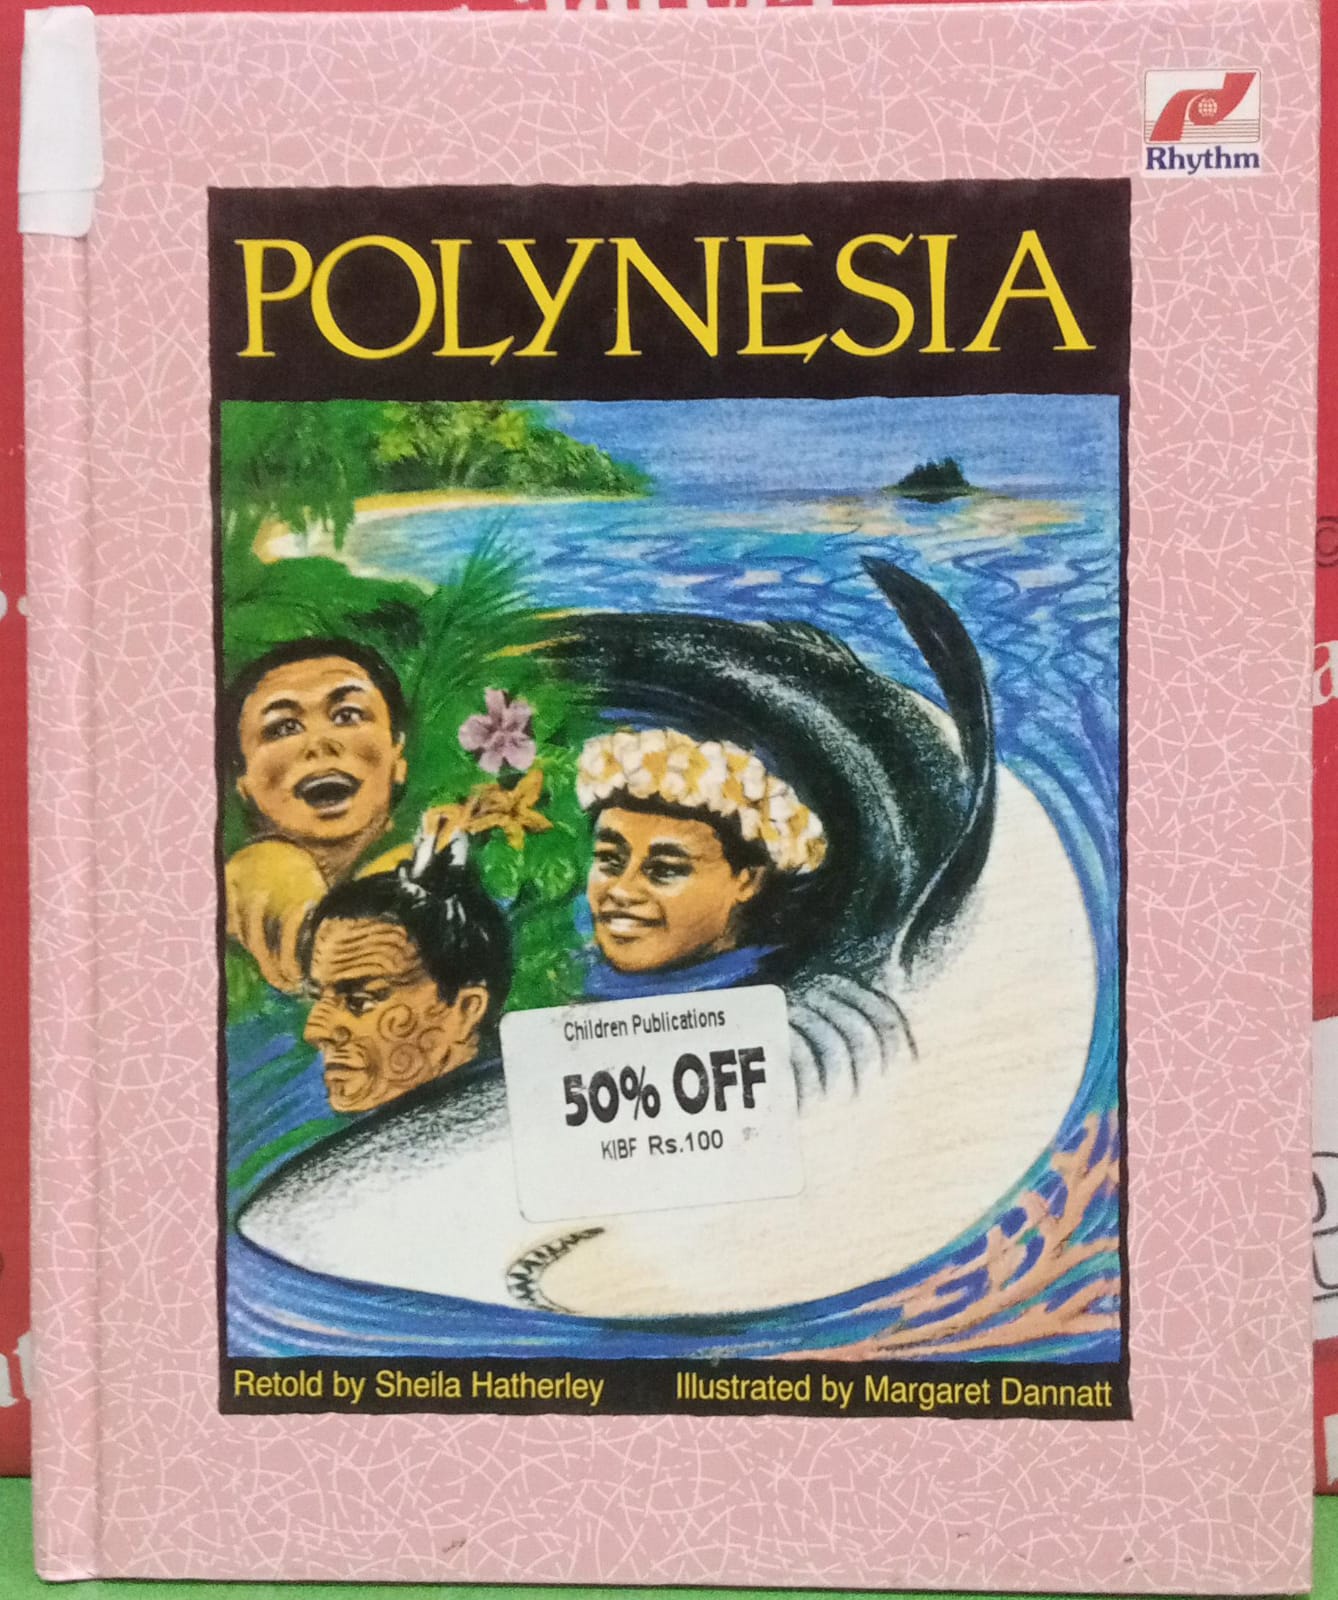 Rhythm
POLYNESIA
Children Publications
50% OFF
KIBF Rs.100
Retold by Sheila Hatherley
Illustrated by Margaret Dannatt